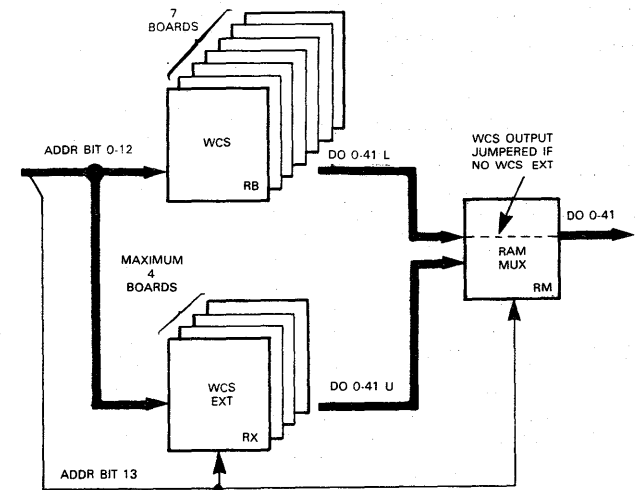 7
BOARDS
ADDR BIT 0-12
WCS
RB
DO 0-41 L
WCS OUTPUT
JUMPERED IF
NO WCS EXT
DO 0-41
RAM
MUX
RM
MAXIMUM
4
BOARDS
WCS
EXT
RX
DO 0-41 U
ADDR BIT 13